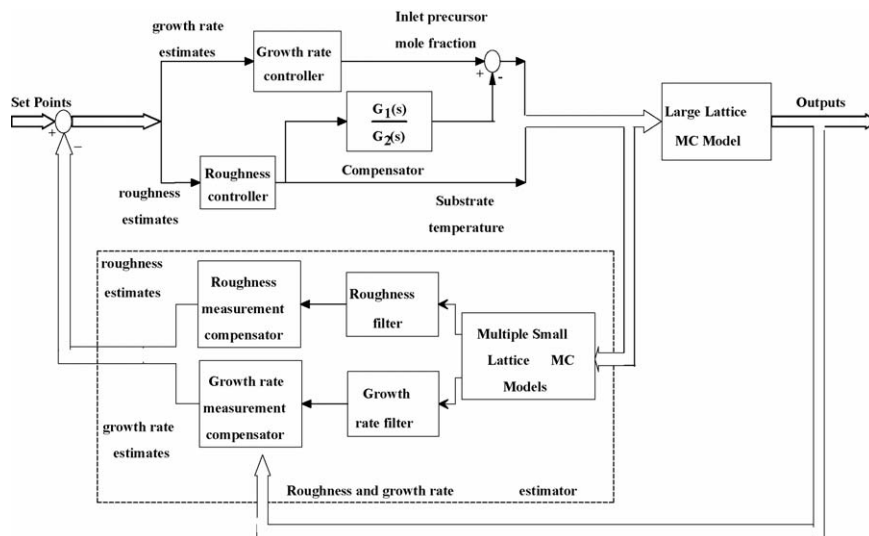 growth rate
estimates
Growth rate
controller
Inlet precursor
mole fraction
+
-
Set Points
+
−
G1(s)
G2(s)
Large Lattice
MC Model
Outputs
roughness
estimates
Roughness
controller
Compensator
Substrate
temperature
roughness
estimates
Roughness
measurement
compensator
Roughness
filter
Multiple Small
Lattice MC
Models
Growth rate
measurement
compensator
Growth
rate filter
growth rate
estimates
Roughness and growth rate estimator